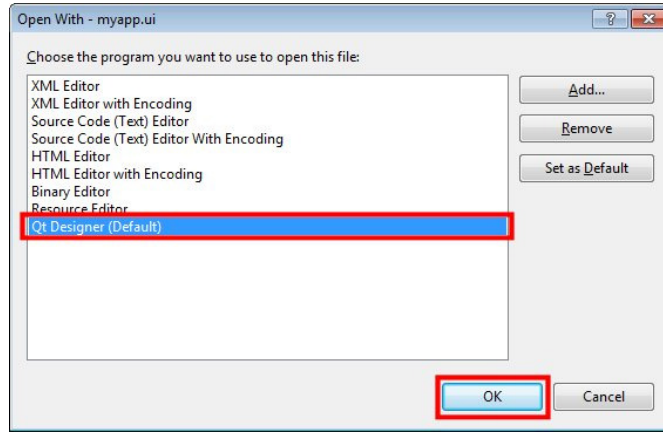 Open With - myapp.ui
Choose the program you want to use to open this file:
XML Editor
XML Editor with Encoding
Source Code (Text) Editor
Source Code (Text) Editor With Encoding
HTML Editor
HTML Editor with Encoding
Binary Editor
Resource Editor
Qt Designer (Default)
Add...
Remove
Set as Default
OK
Cancel